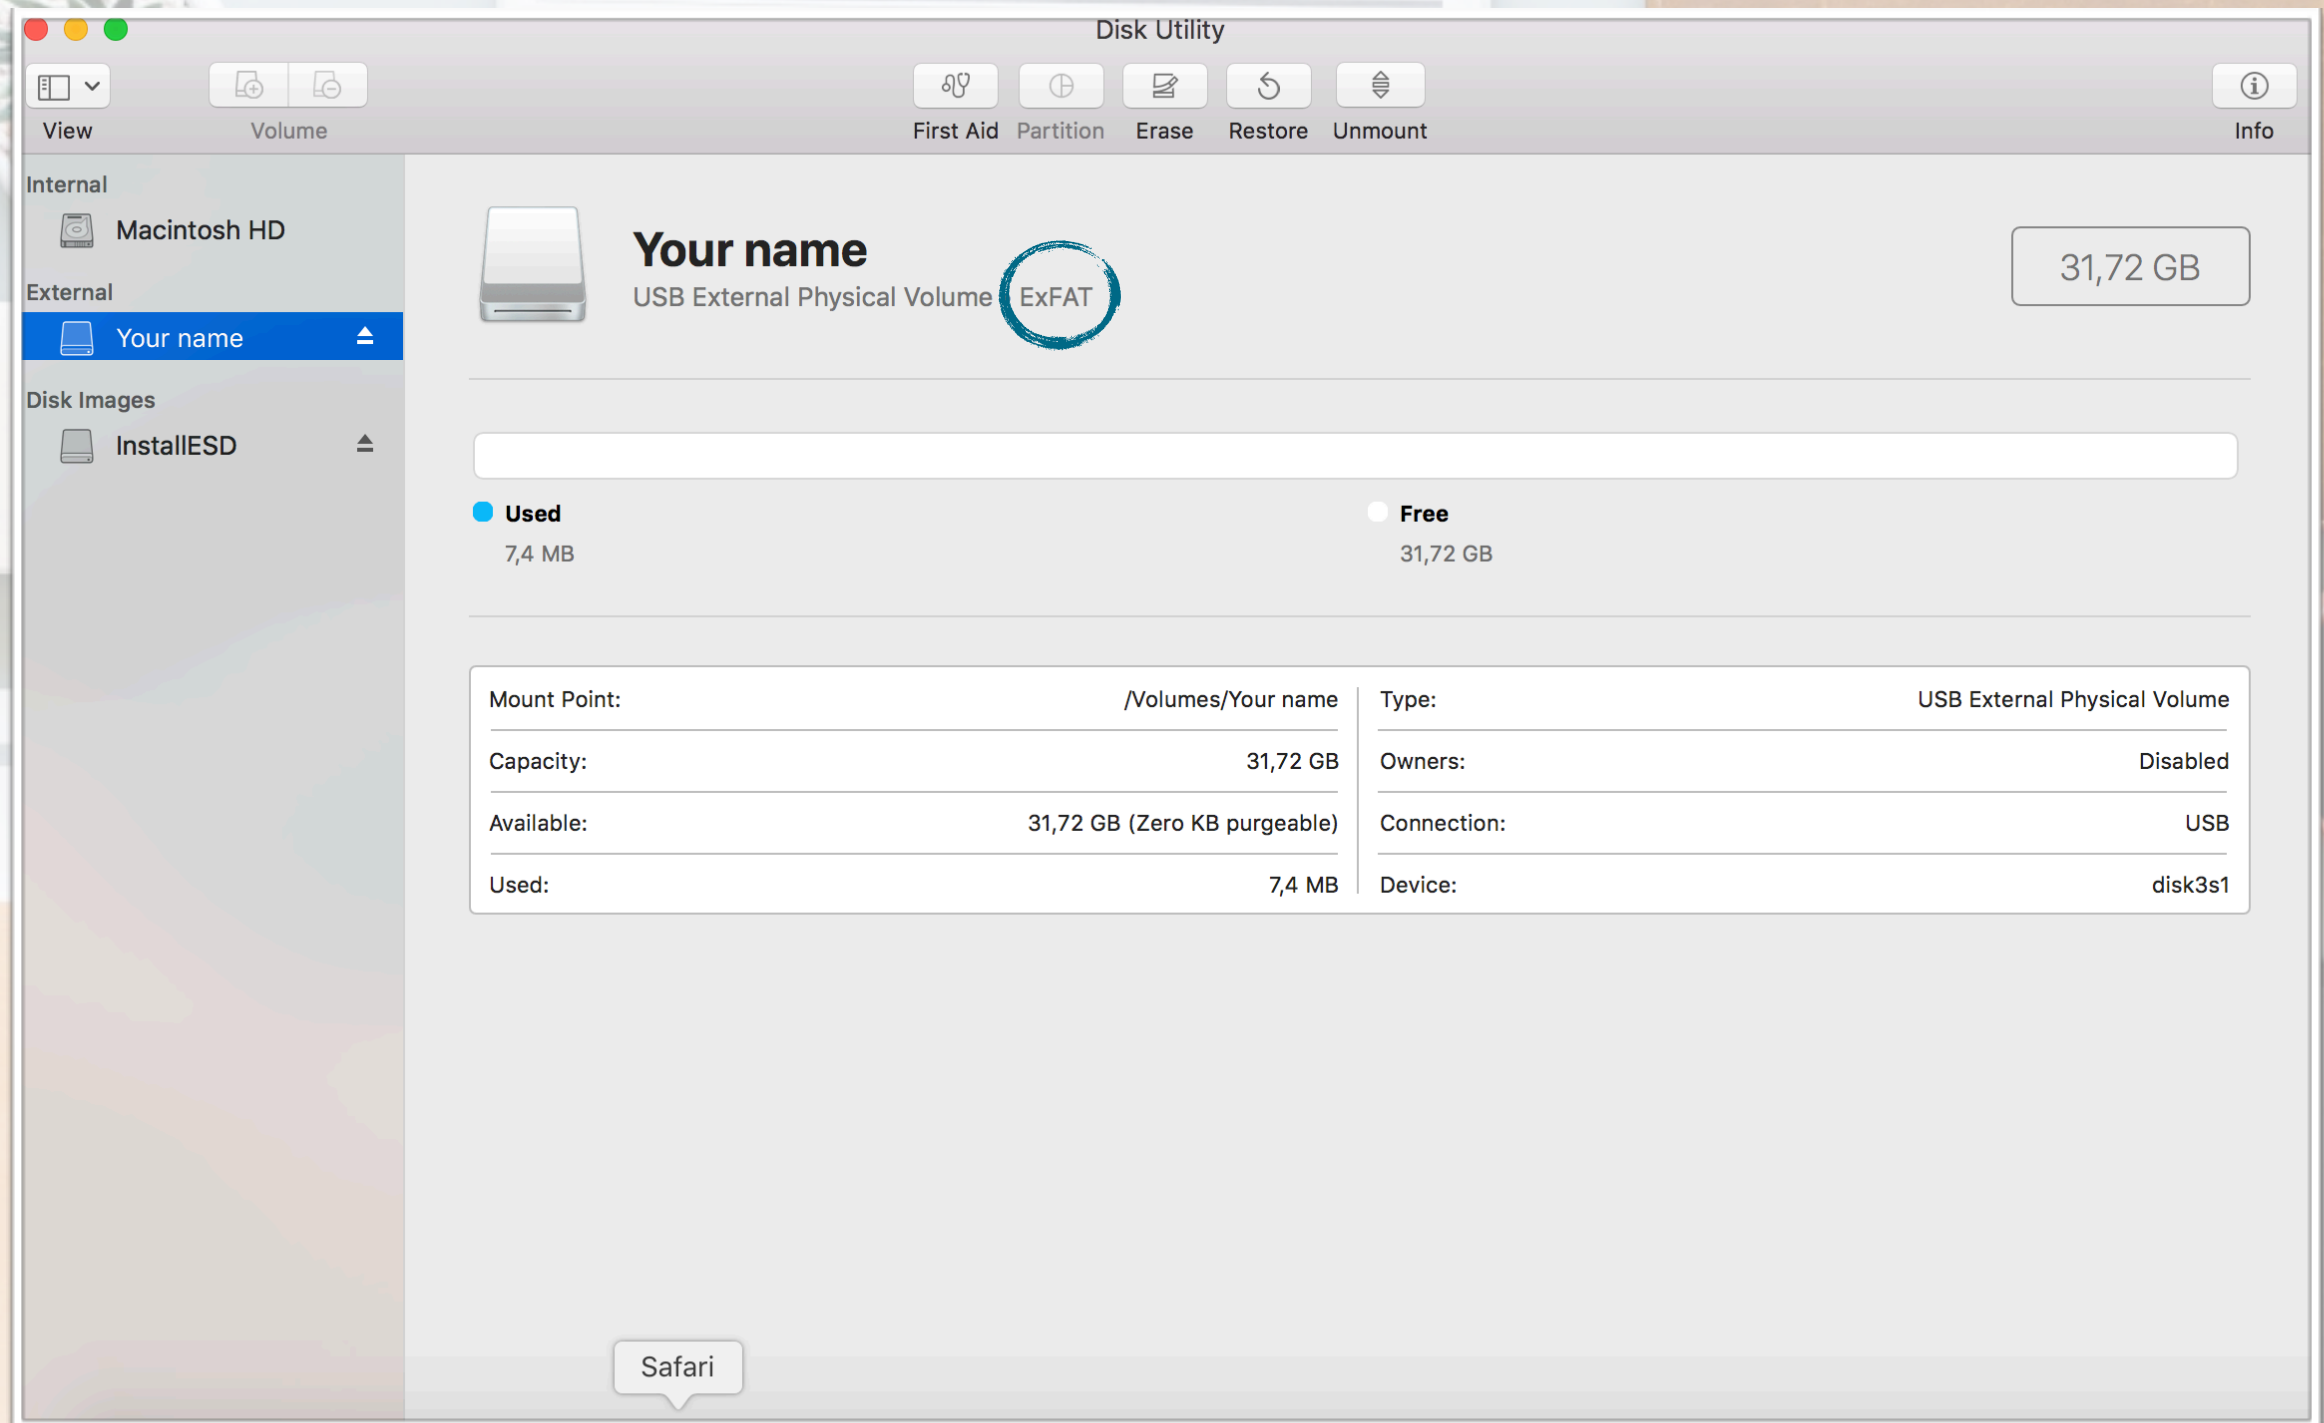 Disk Utility
View
Volume
First Aid
Partition
Erase
Restore
Unmount
Info
Internal
Macintosh HD
External
Your name
Disk Images
InstallESD
Your name
USB External Physical Volume ExFAT
31,72 GB
Used
7,4 MB
Free
31,72 GB
Mount Point: /Volumes/Your name
Capacity: 31,72 GB
Available: 31,72 GB (Zero KB purgeable)
Used: 7,4 MB
Type: USB External Physical Volume
Owners: Disabled
Connection: USB
Device: disk3s1
Safari